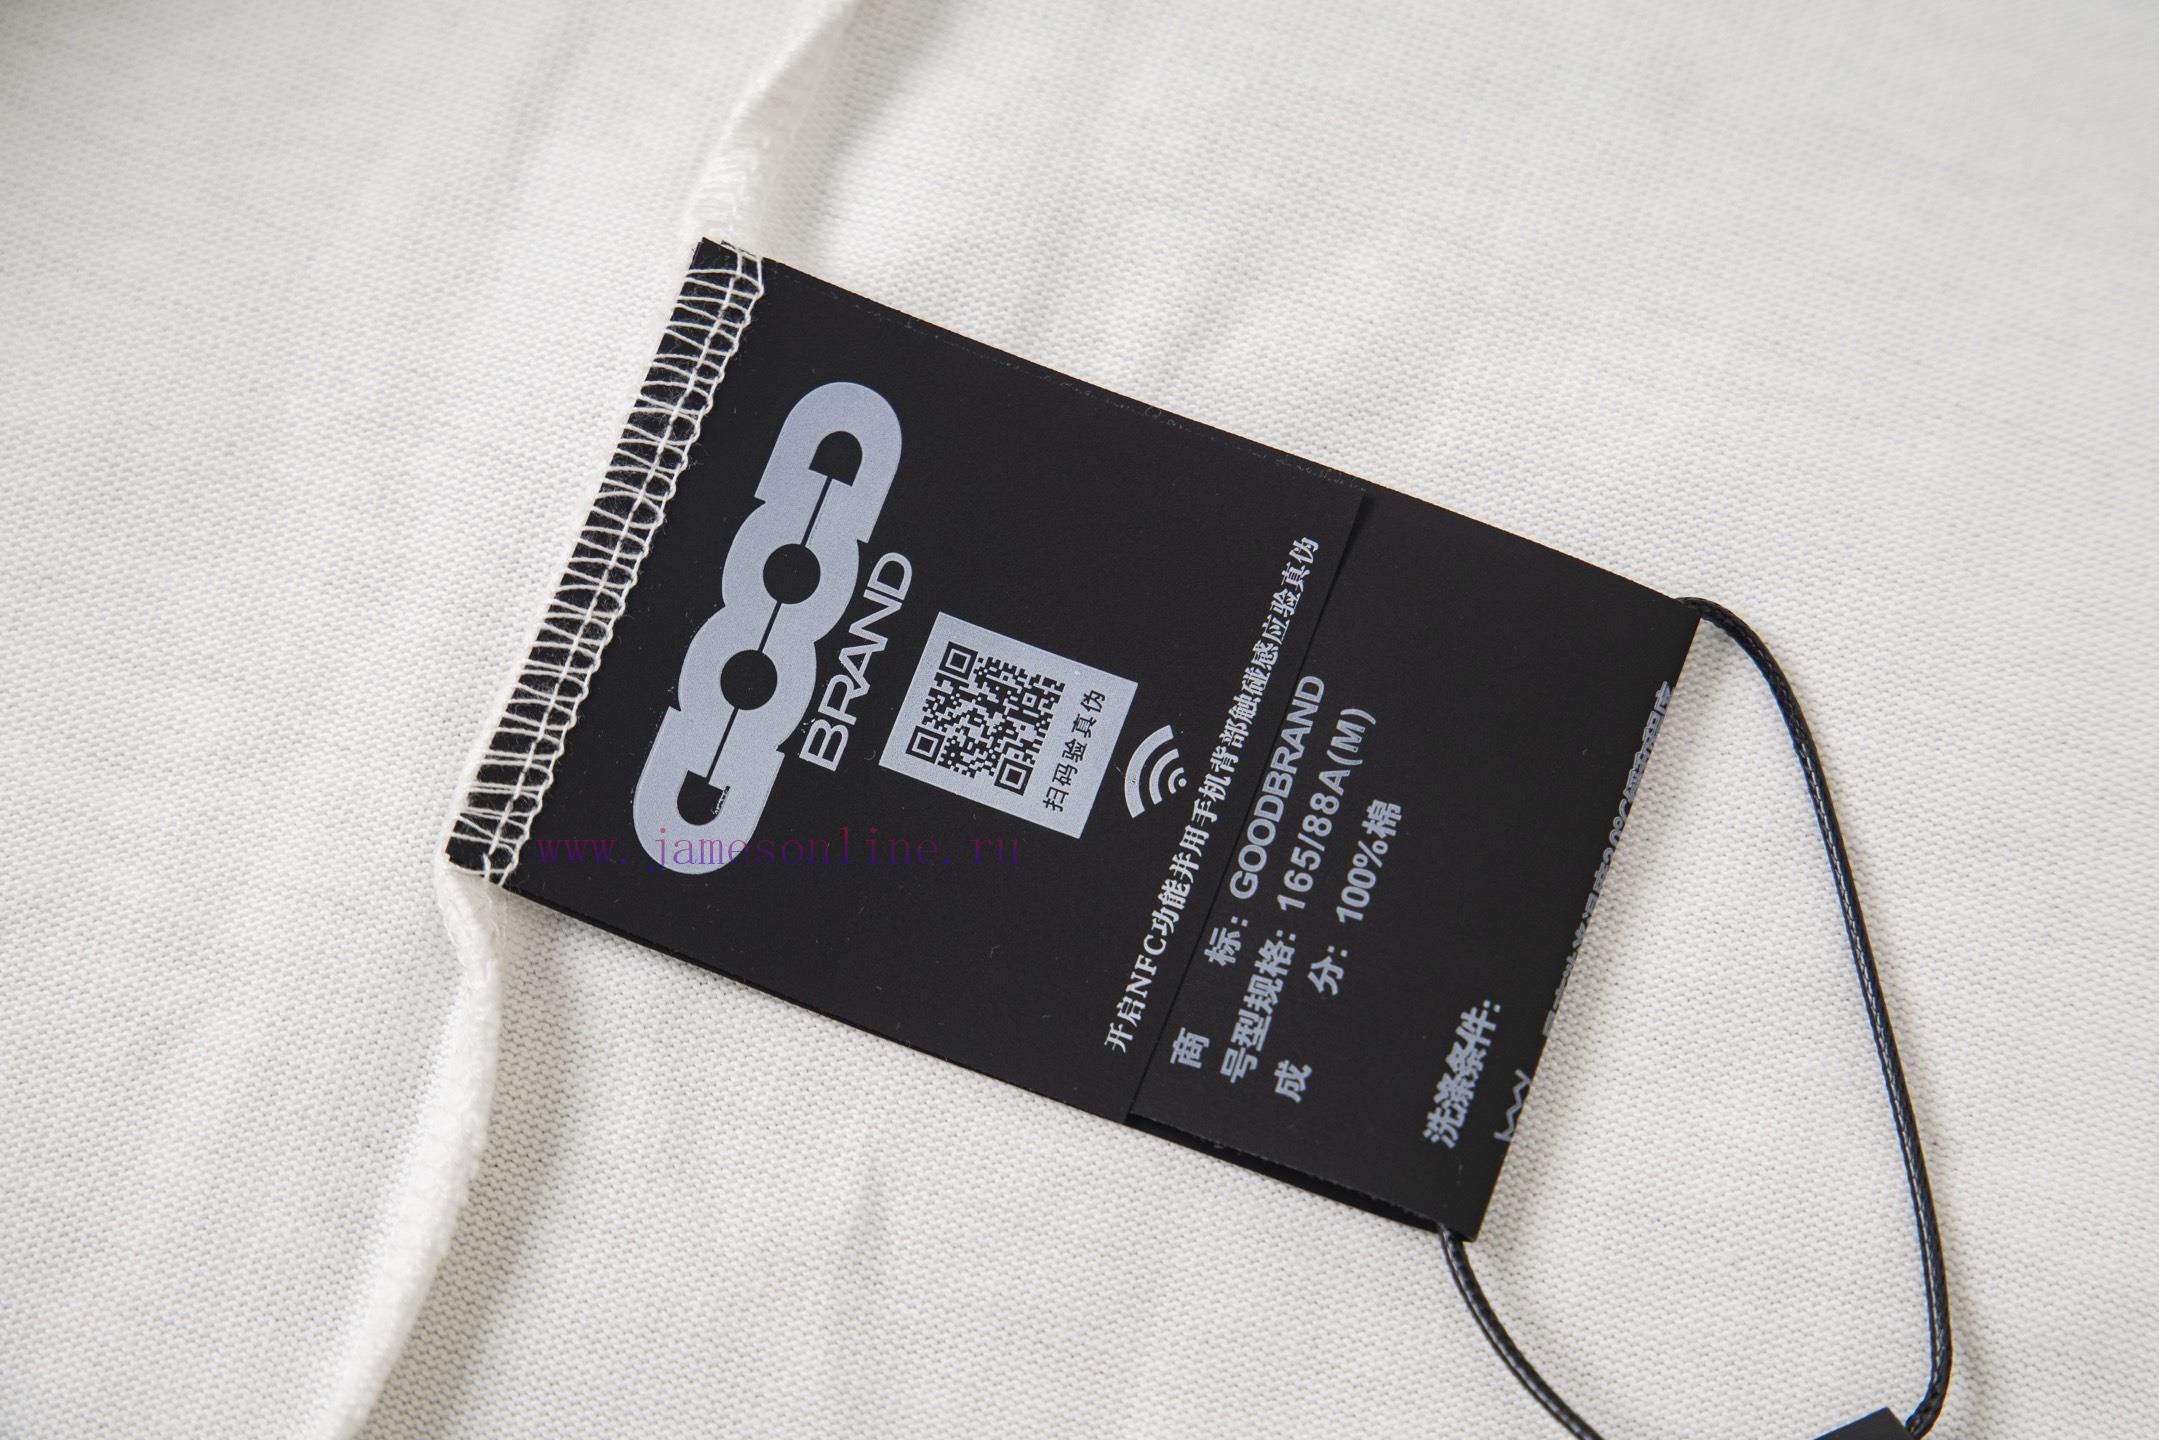 GOOD
BRAND
扫码验真伪
开启NFC功能并用手机背部触碰感应验真伪
商 标: GOODBRAND
号型规格: 165/88A(M)
成 分: 100%棉
洗涤条件:
www.jamesonline.ru